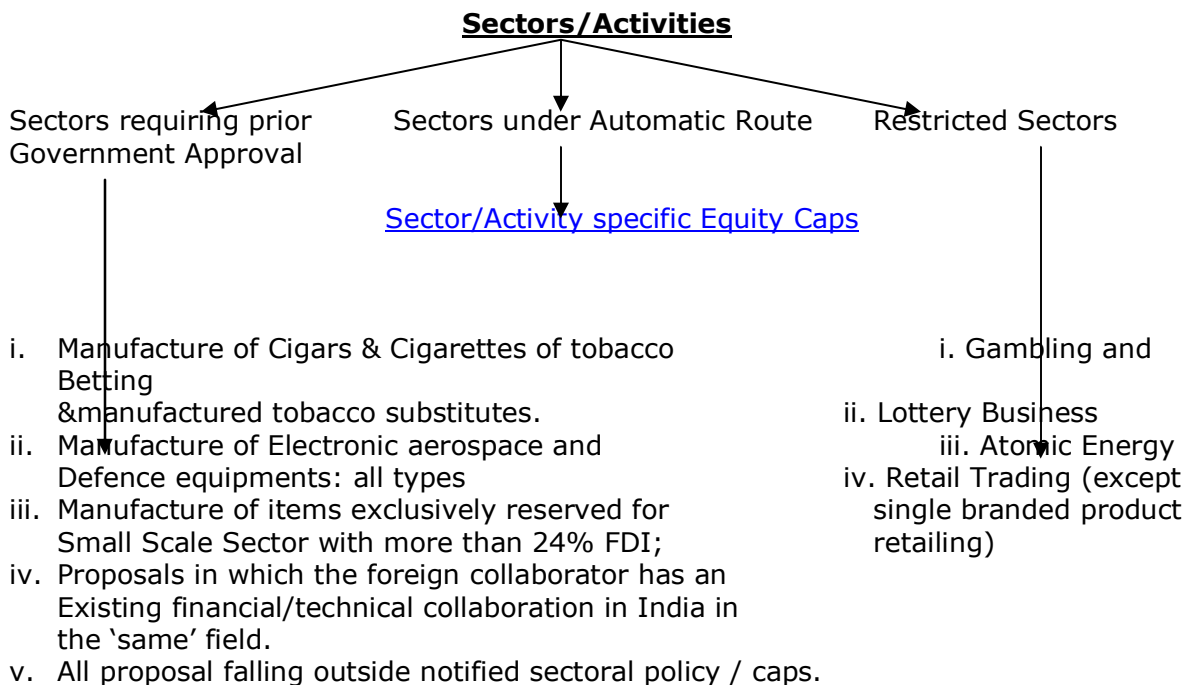 Sectors/Activities
Sectors requiring prior Sectors under Automatic Route Restricted Sectors
Government Approval
Sector/Activity specific Equity Caps
i. Manufacture of Cigars & Cigarettes of tobacco i. Gambling and
Betting
&manufactured tobacco substitutes. ii. Lottery Business
ii. Manufacture of Electronic aerospace and iii. Atomic Energy
Defence equipments: all types iv. Retail Trading (except
iii. Manufacture of items exclusively reserved for single branded product
Small Scale Sector with more than 24% FDI; retailing)
iv. Proposals in which the foreign collaborator has an
Existing financial/technical collaboration in India in
the ‘same’ field.
v. All proposal falling outside notified sectoral policy / caps.